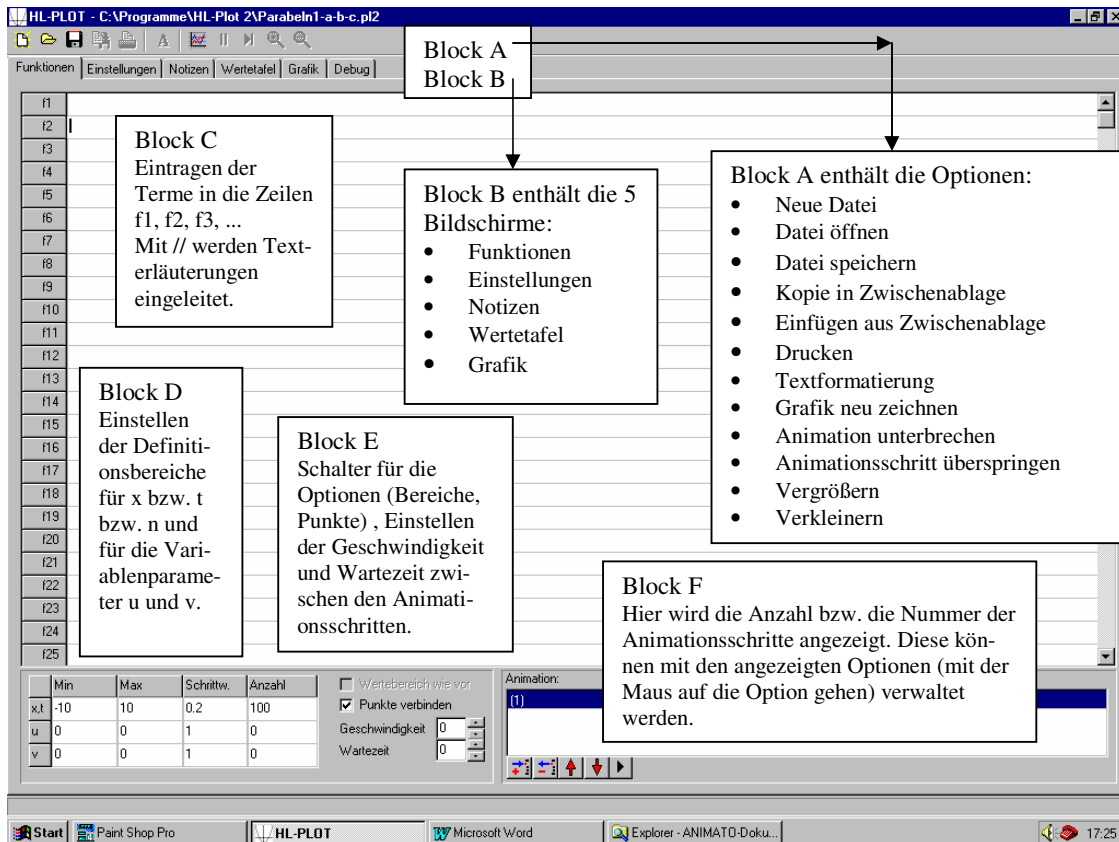 HL-PLOT - C:\Programme\HL-Plot 2\Parabeln1-a-b-c.pl2
A
Funktionen Einstellungen Notizen Wertetafel Grafik Debug
Block A
Block B
f1
f2
f3
f4
f5
f6
f7
f8
f9
f10
f11
f12
f13
f14
f15
f16
f17
f18
f19
f20
f21
f22
f23
f24
f25
Block C
Eintragen der
Terme in die Zeilen
f1, f2, f3, ...
Mit // werden Text-
erläuterungen
eingeleitet.
Block B enthält die 5
Bildschirme:
• Funktionen
• Einstellungen
• Notizen
• Wertetafel
• Grafik
Block A enthält die Optionen:
• Neue Datei
• Datei öffnen
• Datei speichern
• Kopie in Zwischenablage
• Einfügen aus Zwischenablage
• Drucken
• Textformatierung
• Grafik neu zeichnen
• Animation unterbrechen
• Animationsschritt überspringen
• Vergrößern
• Verkleinern
Block D
Einstellen
der Definiti-
onsbereiche
für x bzw. t
bzw. n und
für die Vari-
ablenparame-
ter u und v.
Block E
Schalter für die
Optionen (Bereiche,
Punkte) , Einstellen
der Geschwindigkeit
und Wartezeit zwi-
schen den Animati-
onsschritten.
Block F
Hier wird die Anzahl bzw. die Nummer der
Animationsschritte angezeigt. Diese kön-
nen mit den angezeigten Optionen (mit der
Maus auf die Option gehen) verwaltet
werden.
Min Max Schrittw. Anzahl
x,t -10 10 0.2 100
u 0 0 1 0
v 0 0 1 0
Wertebereich wie vor
Punkte verbinden
Geschwindigkeit 0
Wartezeit 0
Animation:
(1)
Start Paint Shop Pro HL-PLOT Microsoft Word Explorer - ANIMATO-Doku... 17:25